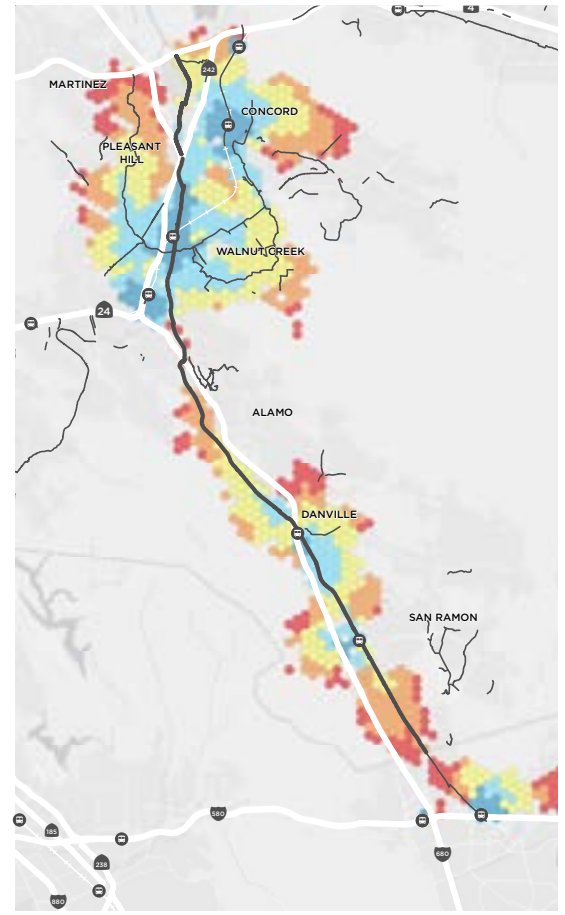 4
242
MARTINEZ
CONCORD
PLEASANT
HILL
WALNUT CREEK
24
ALAMO
DANVILLE
SAN RAMON
580
185
238
680
880